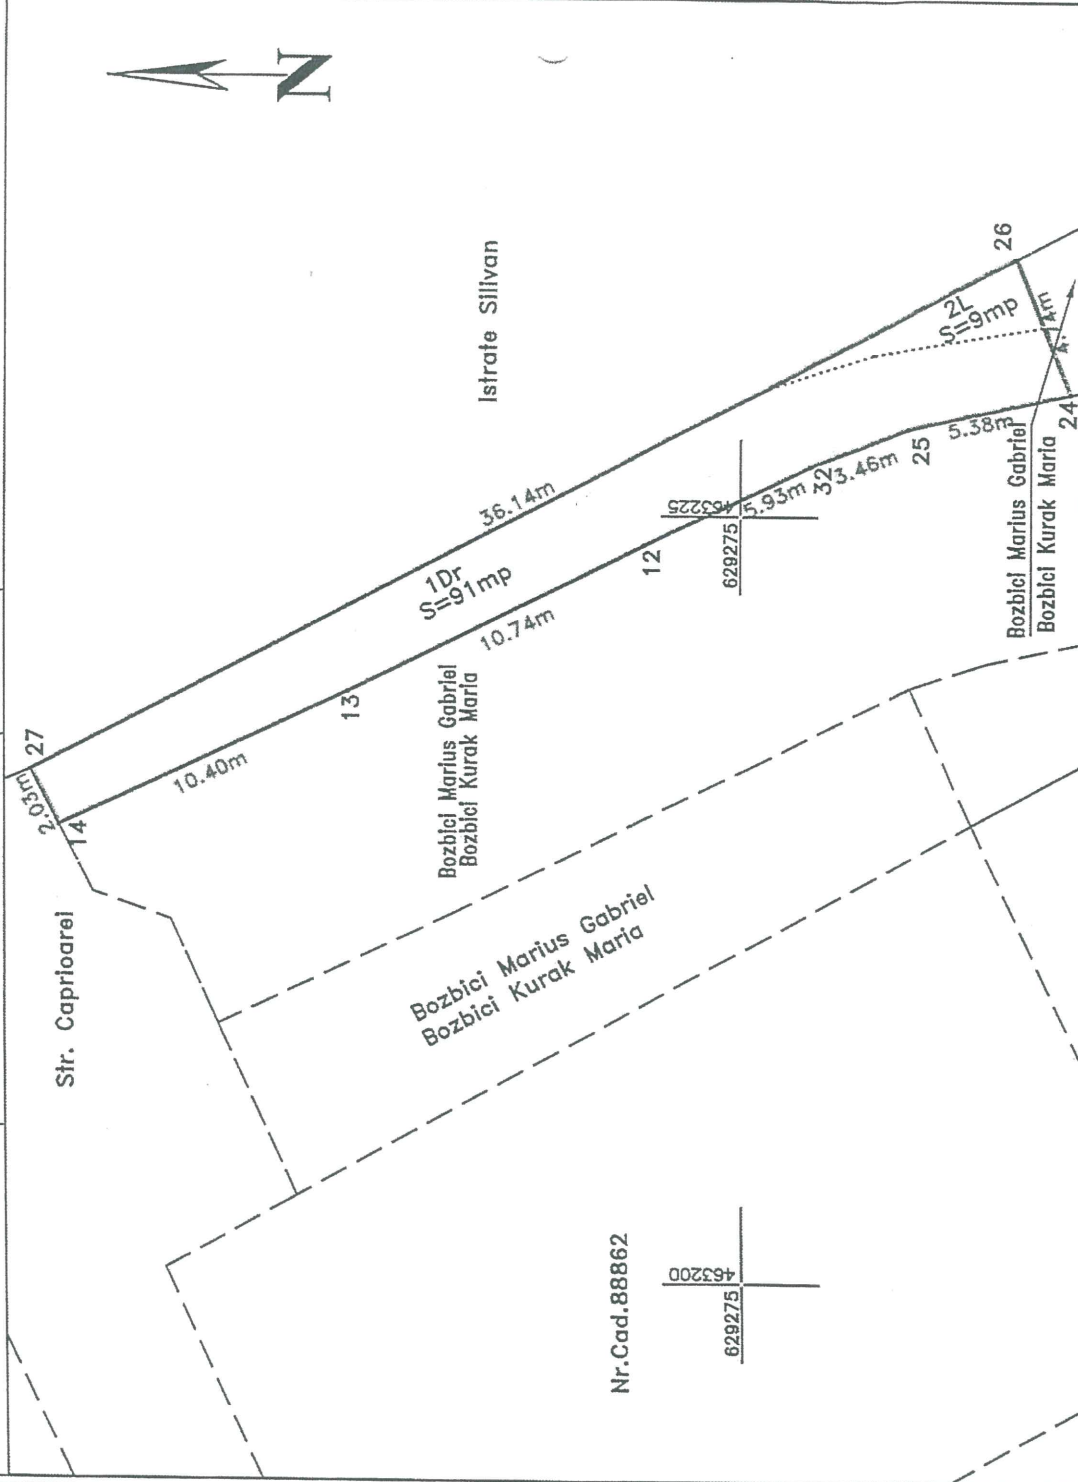 N
Str. Caprioarei
Istrate Silivan
27
2.03m
14
10.40m
13
36.14m
1Dr
S=91mp
10.74m
Bozbici Marius Gabriel
Bozbici Kurak Maria
12
463225
629275
5.93m
32
3.46m
25
5.38m
24
26
2L
S=9mp
Bozbici Marius Gabriel
Bozbici Kurak Maria
Bozbici Marius Gabriel
Bozbici Kurak Maria
Nr.Cad.88862
463200
629275